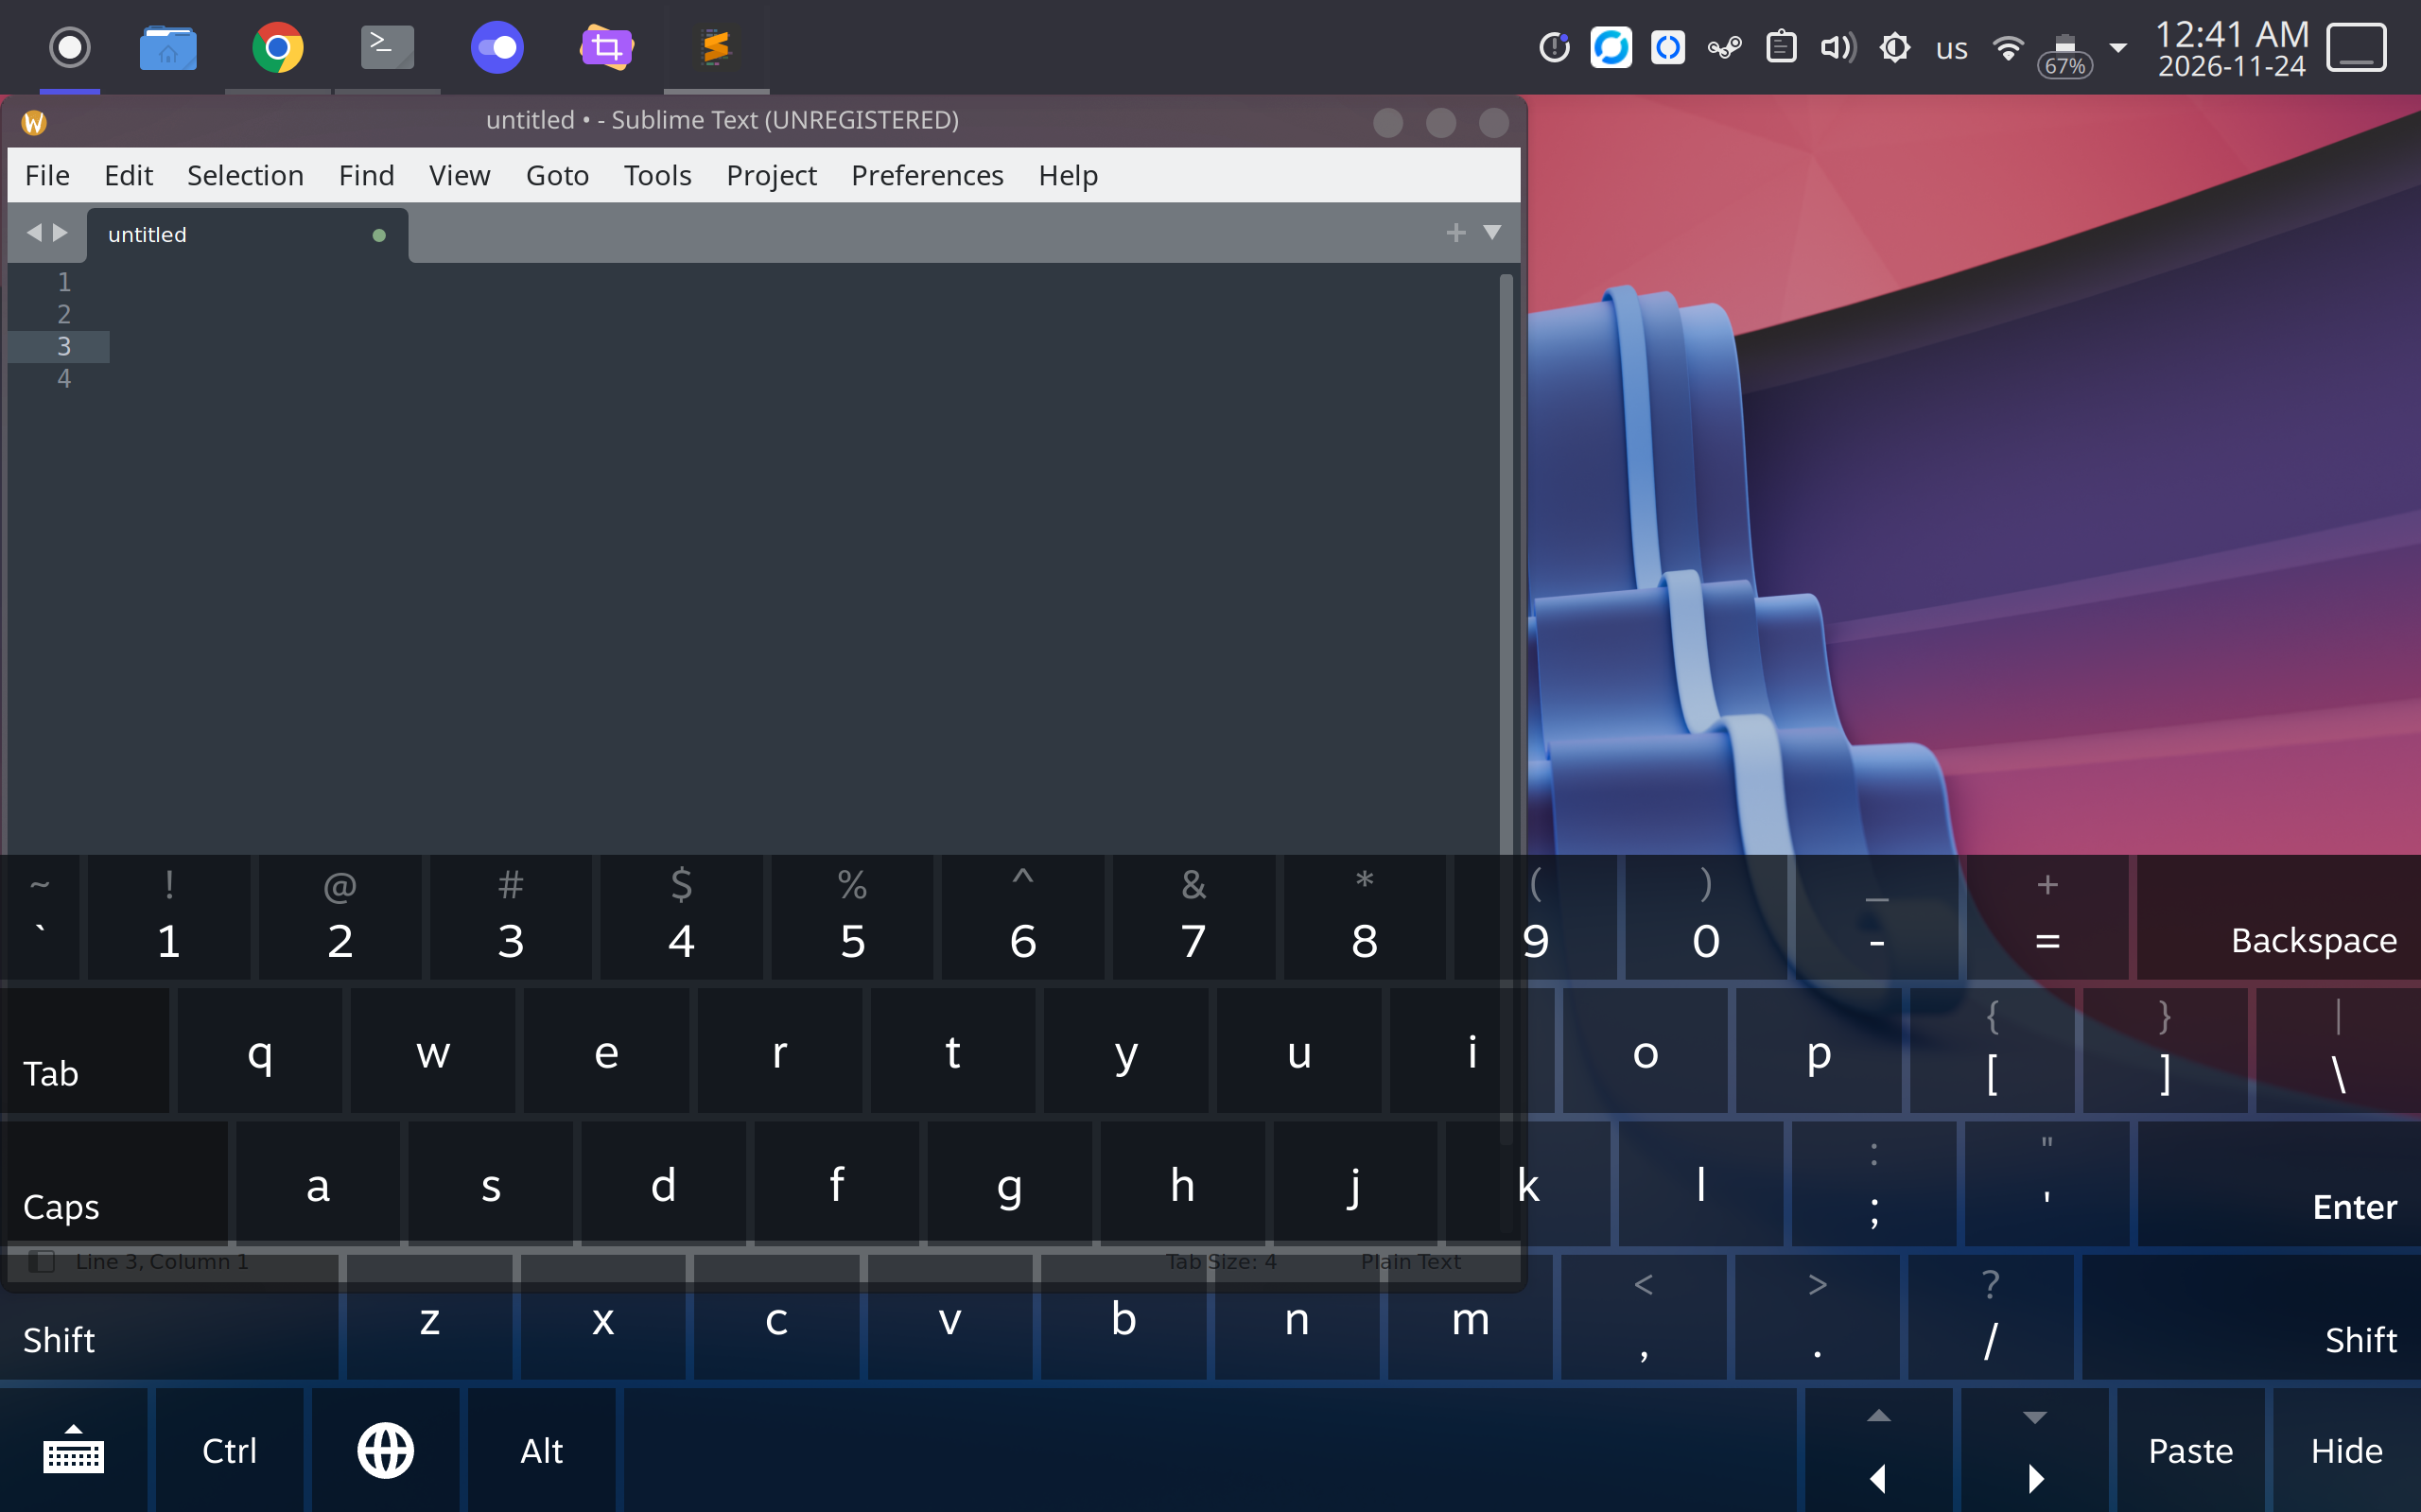 us
67%
12:41 AM
2026-11-24
untitled • - Sublime Text (UNREGISTERED)
File Edit Selection Find View Goto Tools Project Preferences Help
untitled
1
2
3
4
~ ! @ # $ % ^ & * ( ) _ +
` 1 2 3 4 5 6 7 8 9 0 - = Backspace
{ } |
Tab q w e r t y u i o p [ ] \
: "
Caps a s d f g h j k l ; ' Enter
Line 3, Column 1 Tab Size: 4 Plain Text
< > ?
Shift z x c v b n m , . / Shift
Ctrl Alt Paste Hide